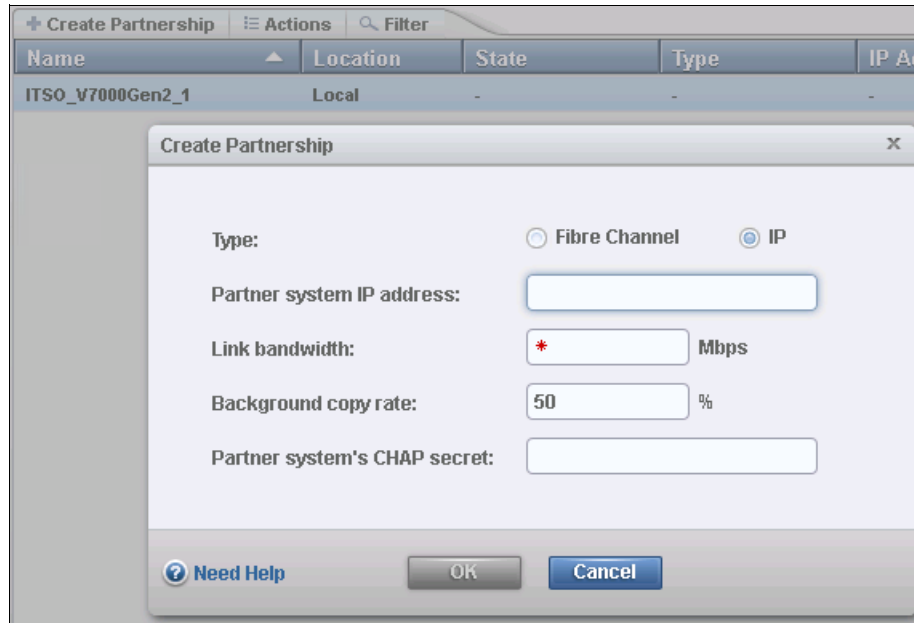 Create Partnership Actions Filter
Name Location State Type IP A
ITSO_V7000Gen2_1 Local - - -
Create Partnership x
Type: Fibre Channel IP
Partner system IP address:
Link bandwidth: * Mbps
Background copy rate: 50 %
Partner system's CHAP secret:
? Need Help OK Cancel